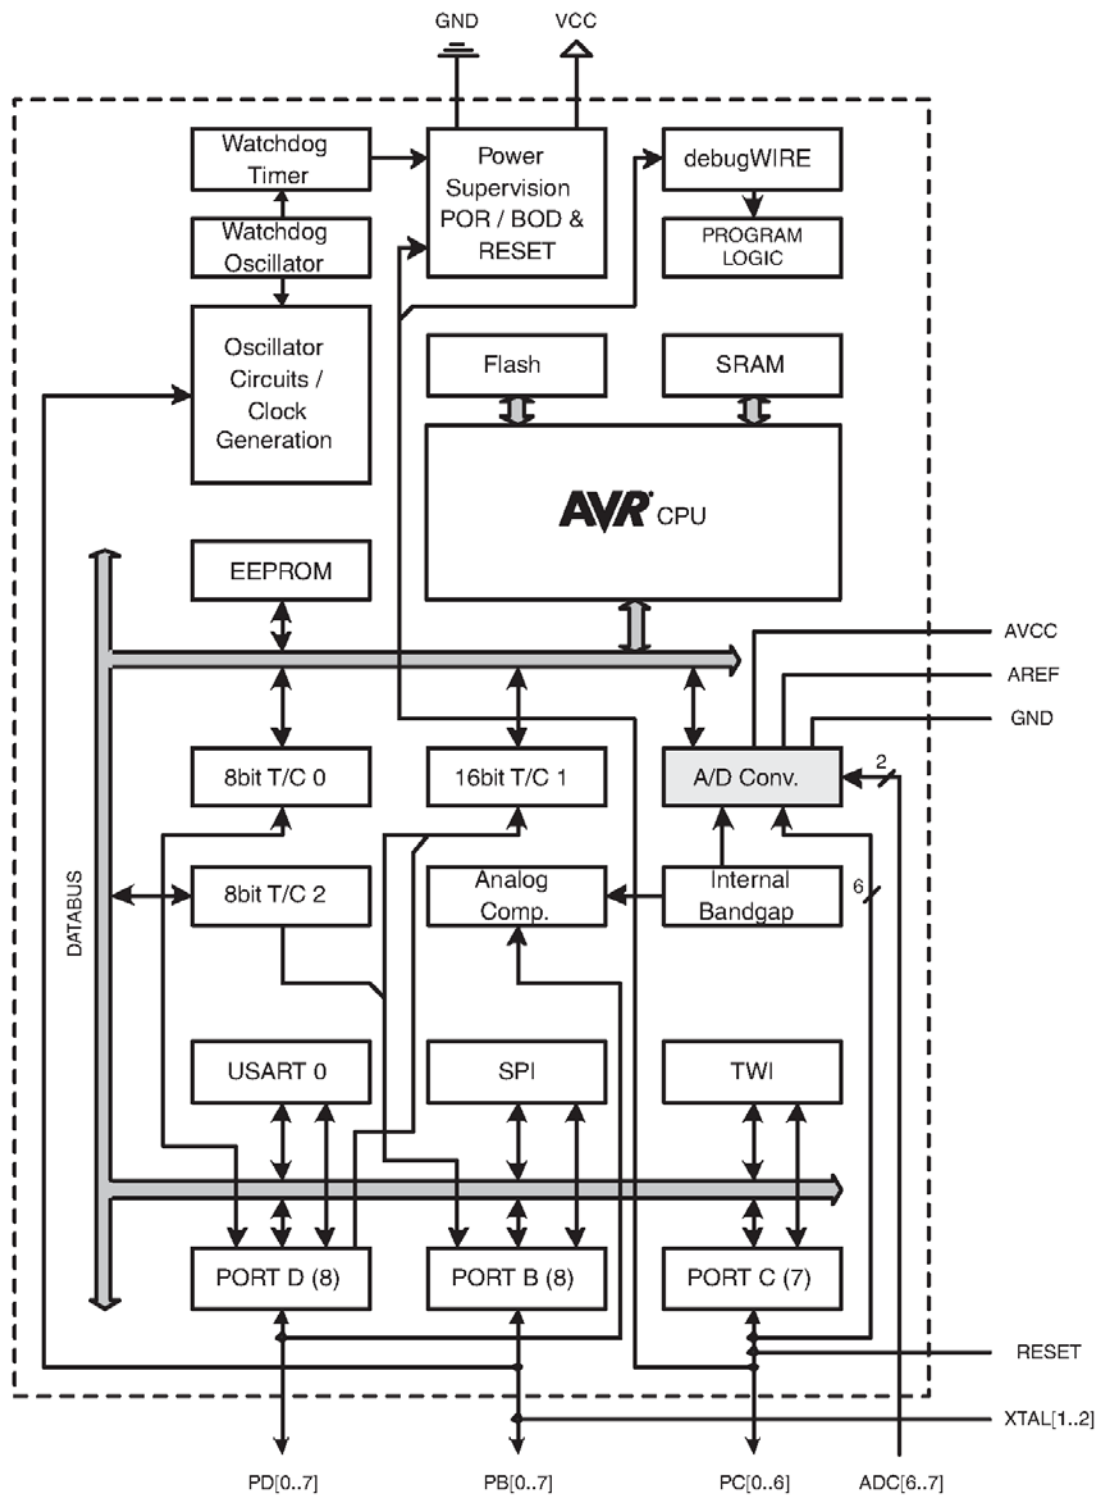 GND
VCC
Watchdog
Timer
Power
Supervision
POR / BOD &
RESET
debugWIRE
Watchdog
Oscillator
PROGRAM
LOGIC
Oscillator
Circuits /
Clock
Generation
Flash
SRAM
AVR CPU
EEPROM
AVCC
AREF
GND
8bit T/C 0
16bit T/C 1
A/D Conv.
2
DATABUS
8bit T/C 2
Analog
Comp.
Internal
Bandgap
6
USART 0
SPI
TWI
PORT D (8)
PORT B (8)
PORT C (7)
RESET
XTAL[1..2]
PD[0..7]
PB[0..7]
PC[0..6]
ADC[6..7]